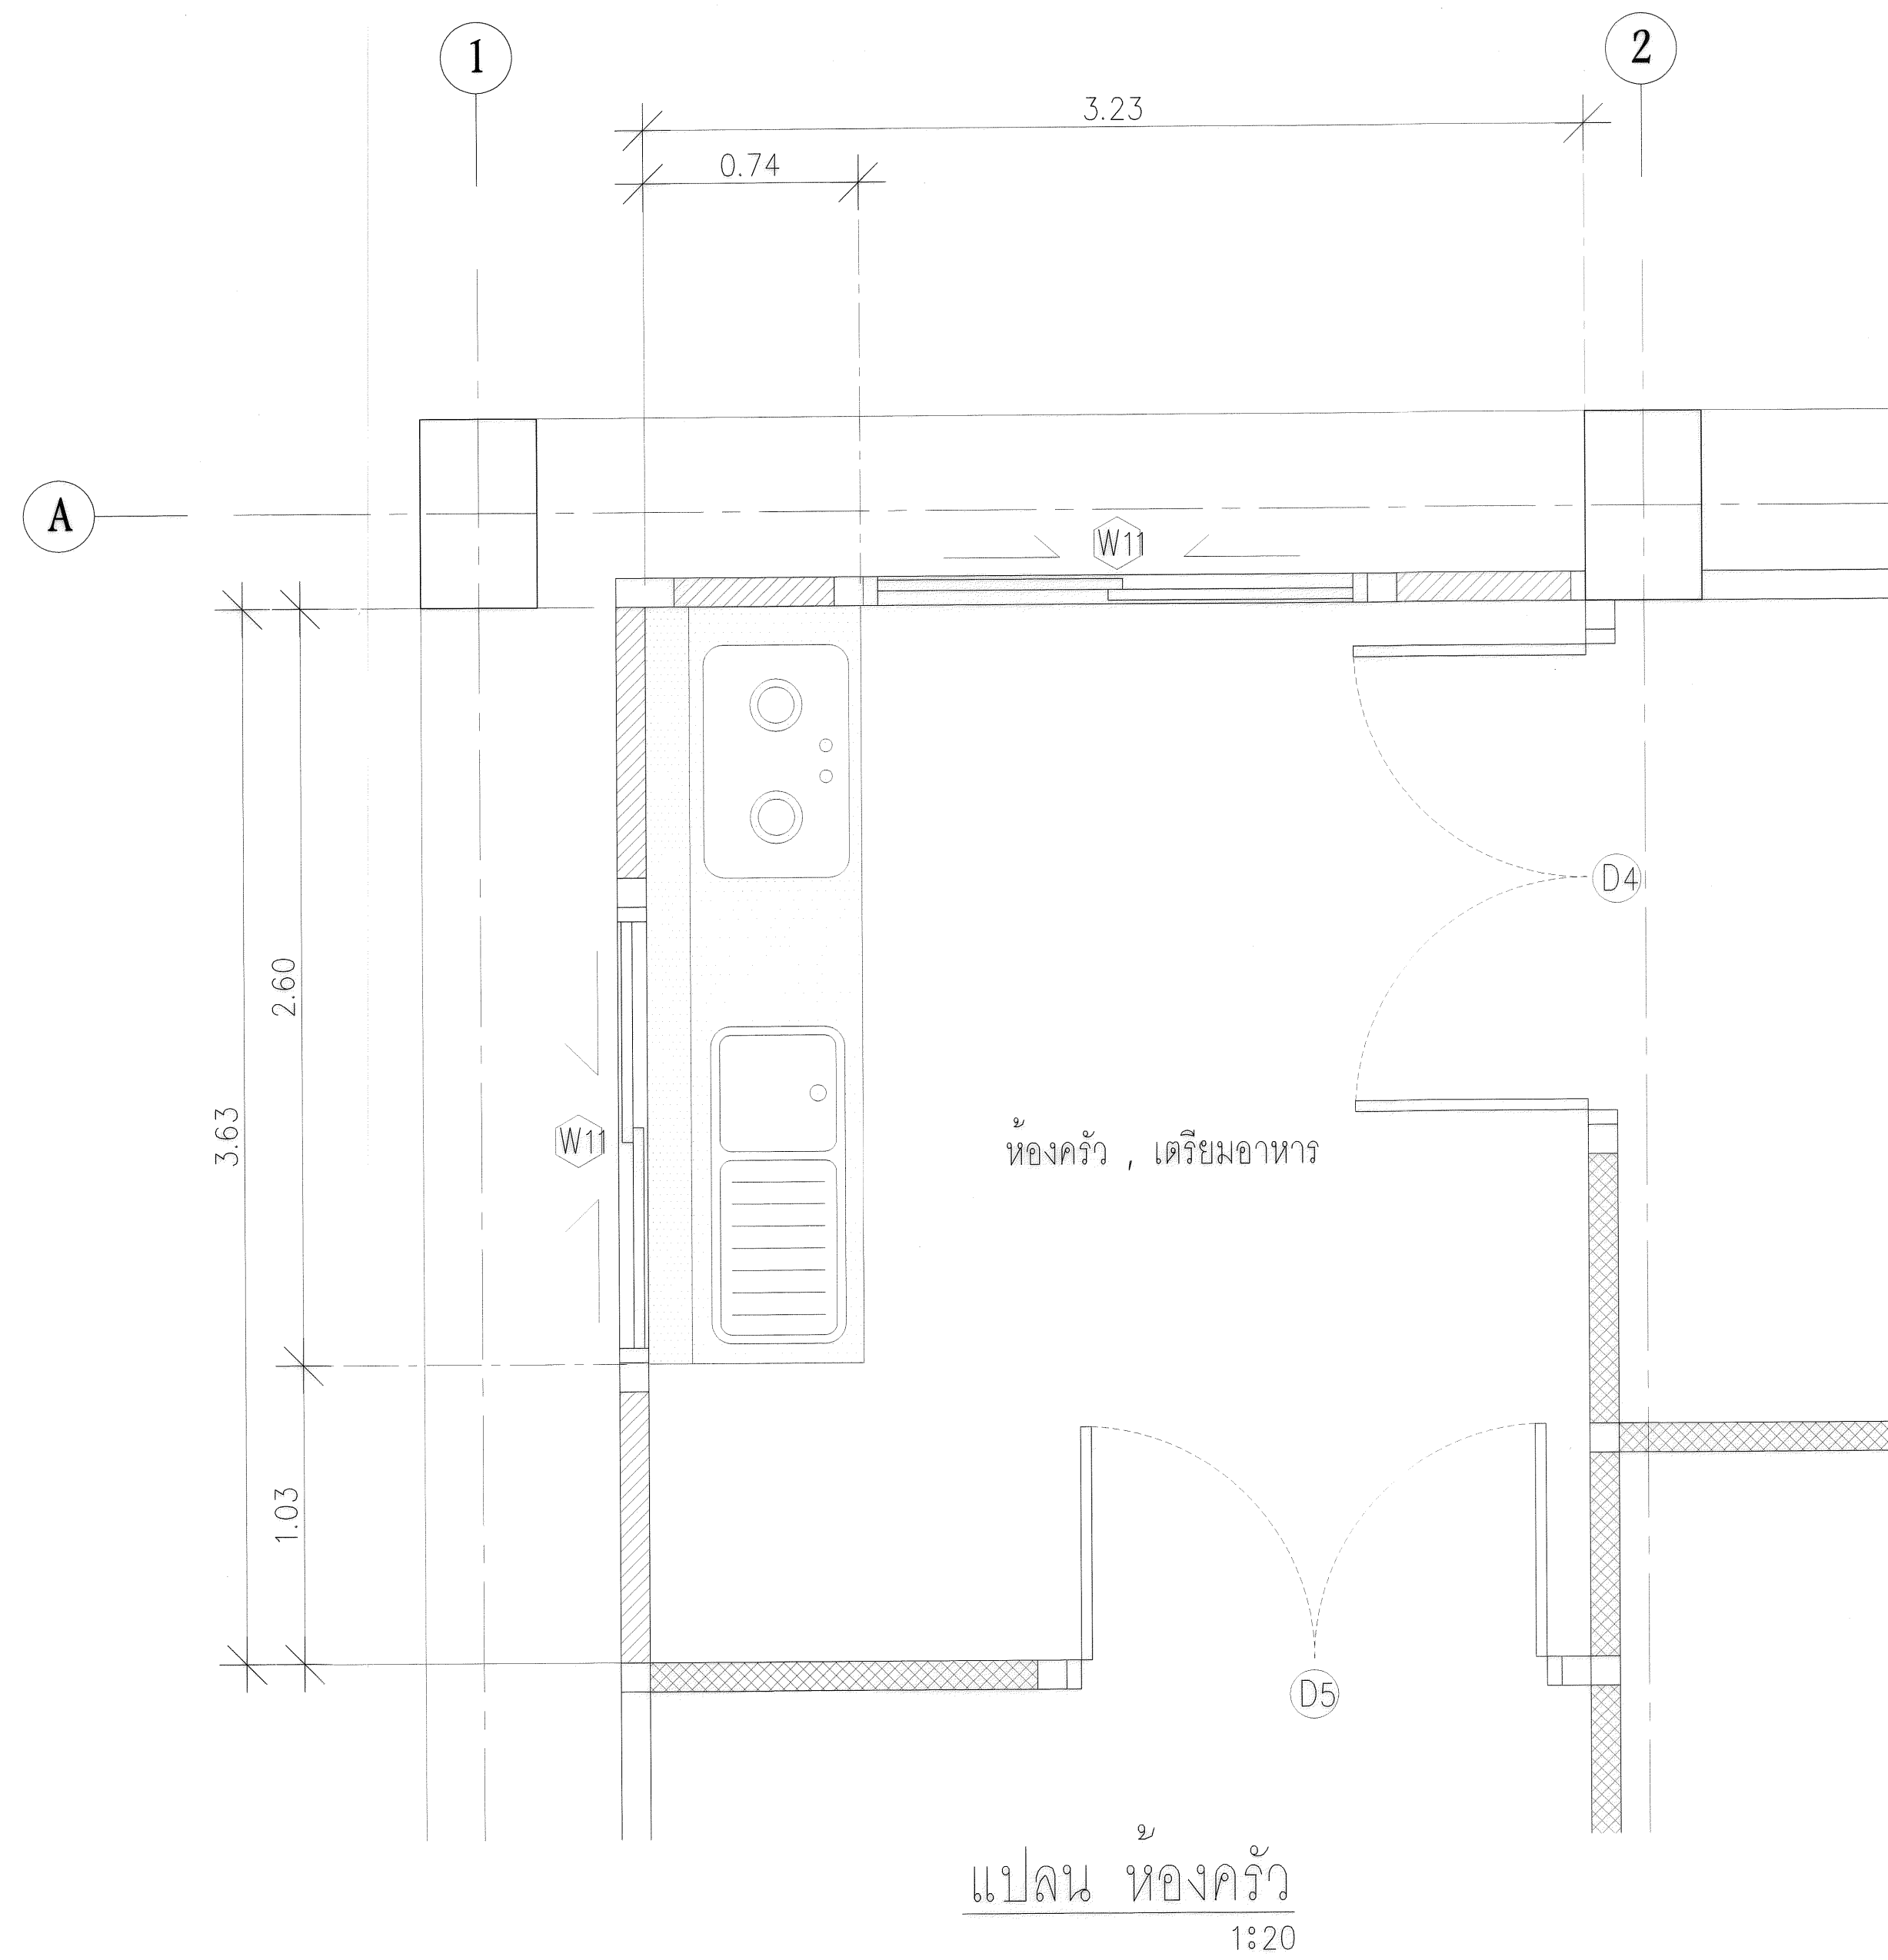 1
2
3.23
0.74
A
W11
D4
2.60
3.63
W11
ห้องครัว , เตรียมอาหาร
1.03
D5
แปลน ห้องครัว
1:20